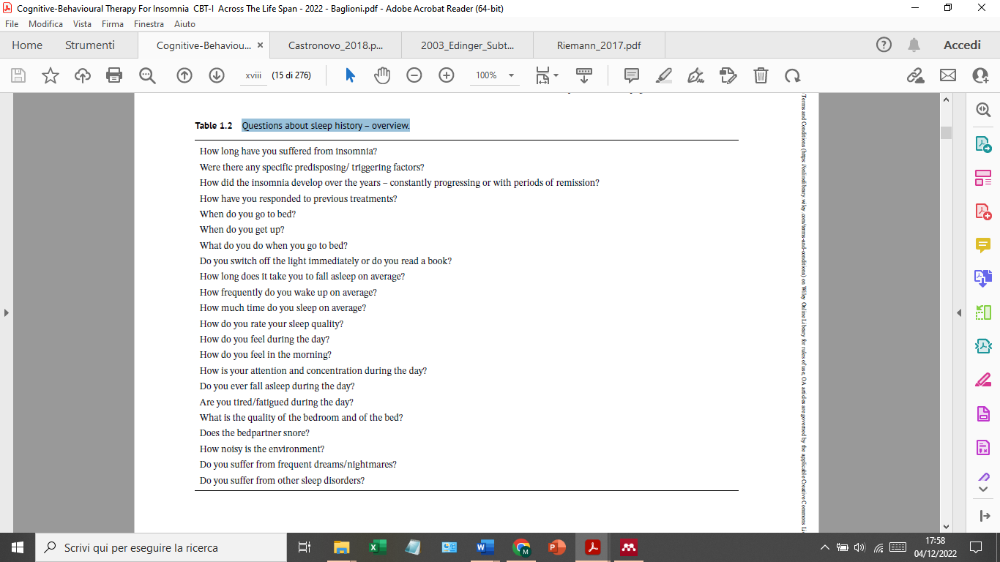 Cognitive-Behavioural Therapy For Insomnia CBT-I Across The Life Span - 2022 - Baglioni.pdf - Adobe Acrobat Reader (64-bit)
File Modifica Vista Firma Finestra Aiuto
Home Strumenti Cognitive-Behaviou... × Castronovo_2018.p... 2003_Edinger_Subt... Riemann_2017.pdf Accedi
xviii (15 di 276) 100%
Table 1.2 Questions about sleep history – overview.
How long have you suffered from insomnia?
Were there any specific predisposing/ triggering factors?
How did the insomnia develop over the years – constantly progressing or with periods of remission?
How have you responded to previous treatments?
When do you go to bed?
When do you get up?
What do you do when you go to bed?
Do you switch off the light immediately or do you read a book?
How long does it take you to fall asleep on average?
How frequently do you wake up on average?
How much time do you sleep on average?
How do you rate your sleep quality?
How do you feel during the day?
How do you feel in the morning?
How is your attention and concentration during the day?
Do you ever fall asleep during the day?
Are you tired/fatigued during the day?
What is the quality of the bedroom and of the bed?
Does the bedpartner snore?
How noisy is the environment?
Do you suffer from frequent dreams/nightmares?
Do you suffer from other sleep disorders?
Terms and Conditions (https://onlinelibrary.wiley.com/terms-and-conditions) on Wiley Online Library for rules of use; OA articles are governed by the applicable Creative Commons
Scrivi qui per eseguire la ricerca
17:58
04/12/2022